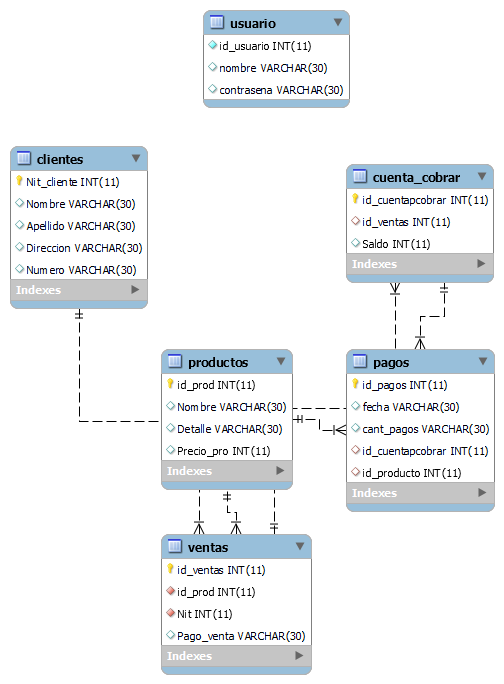 usuario
id_usuario INT(11)
nombre VARCHAR(30)
contrasena VARCHAR(30)
clientes
Nit_cliente INT(11)
Nombre VARCHAR(30)
Apellido VARCHAR(30)
Direccion VARCHAR(30)
Numero VARCHAR(30)
Indexes
cuenta_cobrar
id_cuentapcobrar INT(11)
id_ventas INT(11)
Saldo INT(11)
Indexes
productos
id_prod INT(11)
Nombre VARCHAR(30)
Detalle VARCHAR(30)
Precio_pro INT(11)
Indexes
pagos
id_pagos INT(11)
fecha VARCHAR(30)
cant_pagos VARCHAR(30)
id_cuentapcobrar INT(11)
id_producto INT(11)
Indexes
ventas
id_ventas INT(11)
id_prod INT(11)
Nit INT(11)
Pago_venta VARCHAR(30)
Indexes